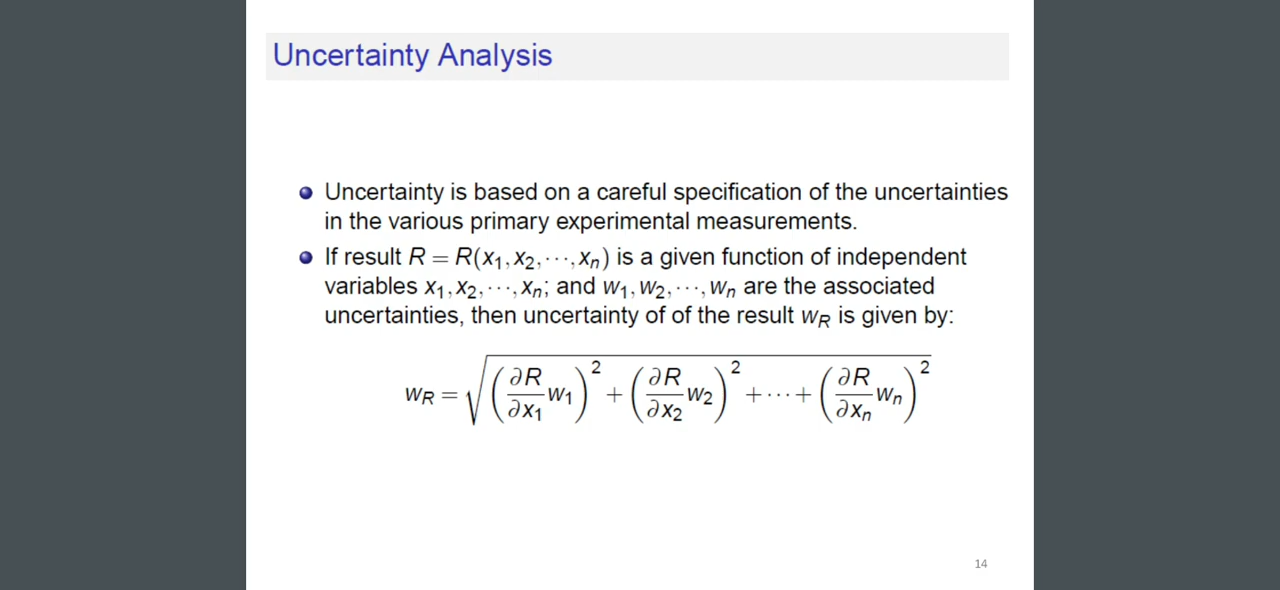 Uncertainty Analysis
Uncertainty is based on a careful specification of the uncertainties
in the various primary experimental measurements.
If result R = R(x₁, x₂, ···, xₙ) is a given function of independent
variables x₁, x₂, ···, xₙ; and w₁, w₂, ···, wₙ are the associated
uncertainties, then uncertainty of of the result w_R is given by:
w_R = √((∂R/∂x₁ w₁)² + (∂R/∂x₂ w₂)² + ··· + (∂R/∂xₙ wₙ)²)
14